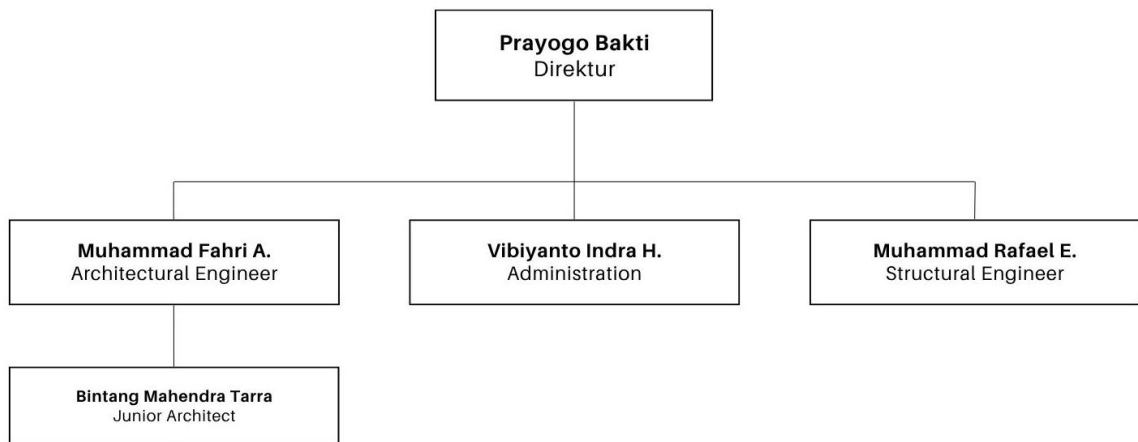 Prayogo Bakti
Direktur
Muhammad Fahri A.
Architectural Engineer
Vibiyanto Indra H.
Administration
Muhammad Rafael E.
Structural Engineer
Bintang Mahendra Tarra
Junior Architect